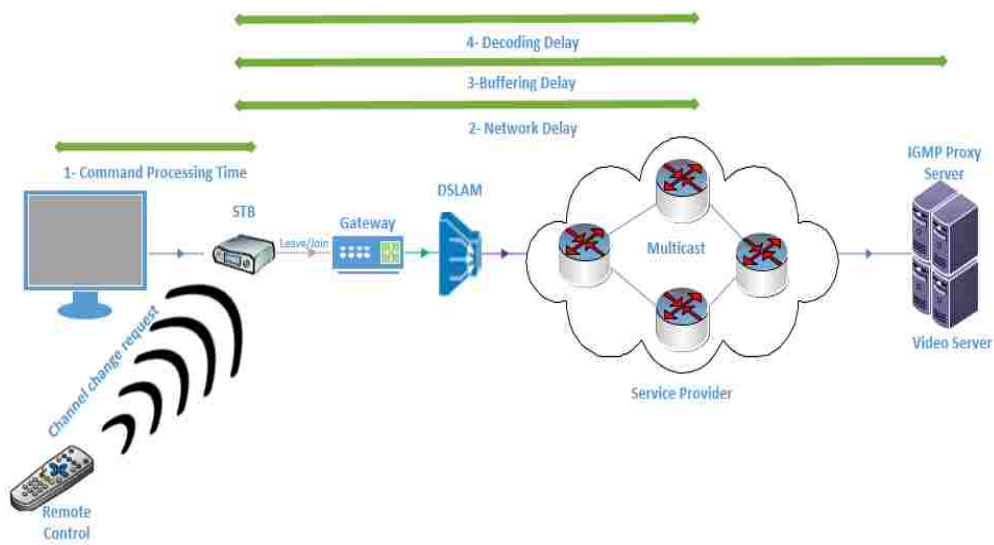 4- Decoding Delay
3-Buffering Delay
2- Network Delay
1- Command Processing Time
IGMP Proxy
Server
DSLAM
STB
Gateway
Leave/Join
Multicast
Channel change request
Video Server
Service Provider
Remote
Control